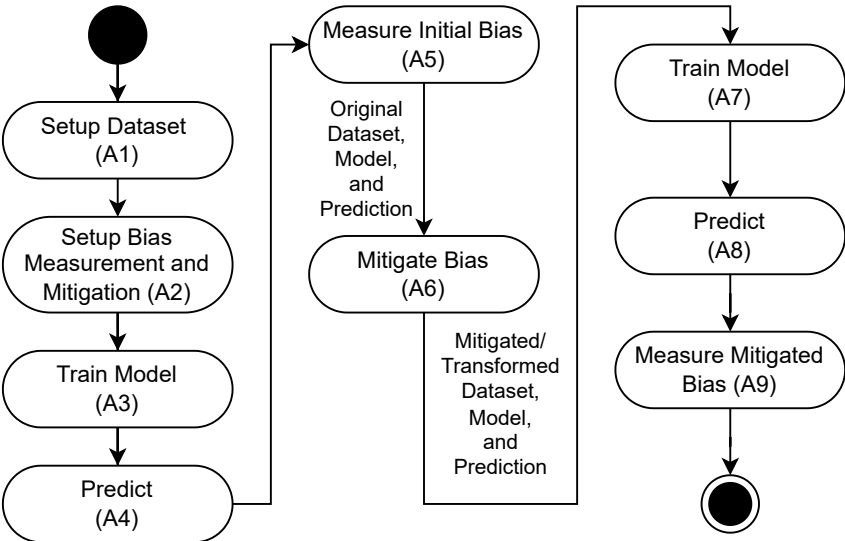 Setup Dataset
(A1)
Setup Bias
Measurement and
Mitigation (A2)
Train Model
(A3)
Predict
(A4)
Measure Initial Bias
(A5)
Original
Dataset,
Model,
and
Prediction
Mitigate Bias
(A6)
Mitigated/
Transformed
Dataset,
Model,
and
Prediction
Train Model
(A7)
Predict
(A8)
Measure Mitigated
Bias (A9)